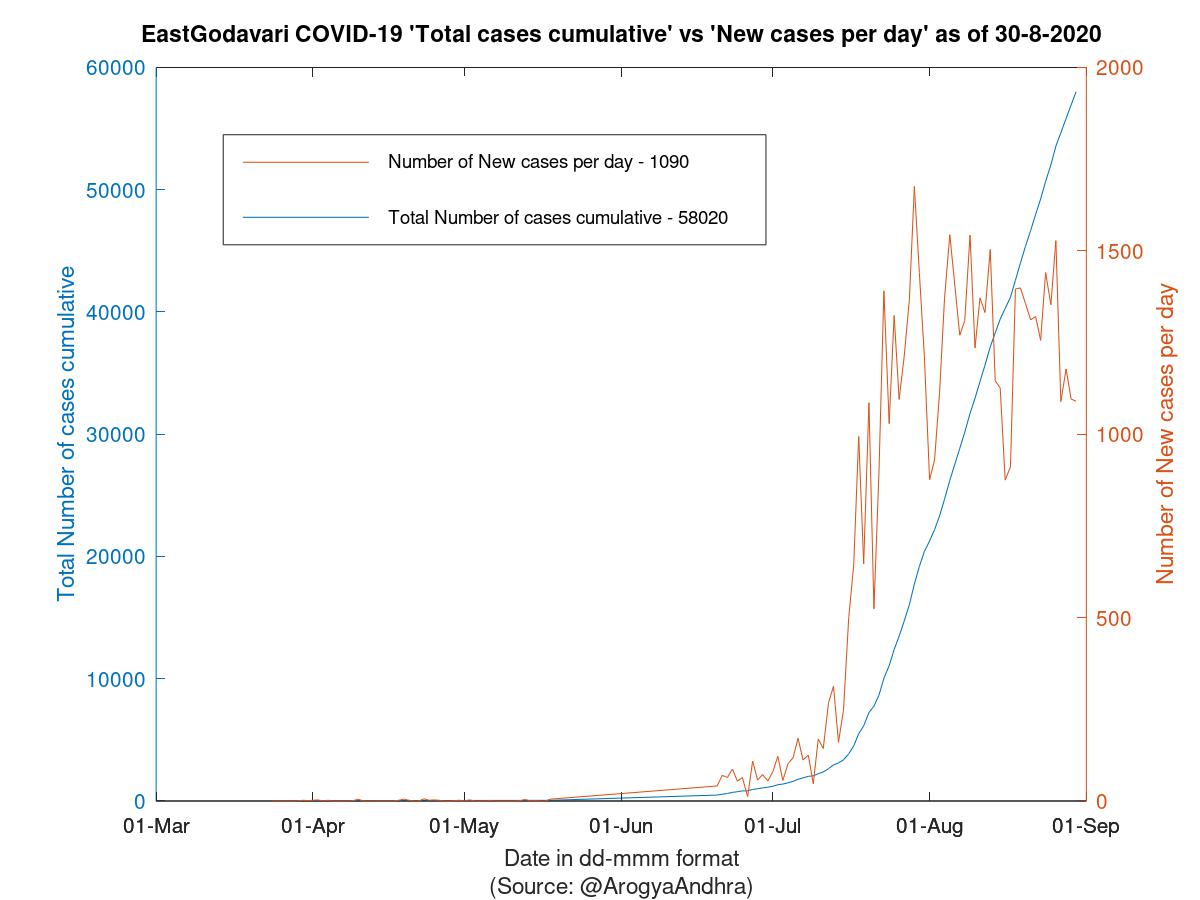 EastGodavari COVID-19 'Total cases cumulative' vs 'New cases per day' as of 30-8-2020
60000
50000
40000
30000
20000
10000
0
Total Number of cases cumulative
Number of New cases per day - 1090
Total Number of cases cumulative - 58020
2000
1500
1000
500
0
Number of New cases per day
01-Mar 01-Apr 01-May 01-Jun 01-Jul 01-Aug 01-Sep
Date in dd-mmm format
(Source: @ArogyaAndhra)